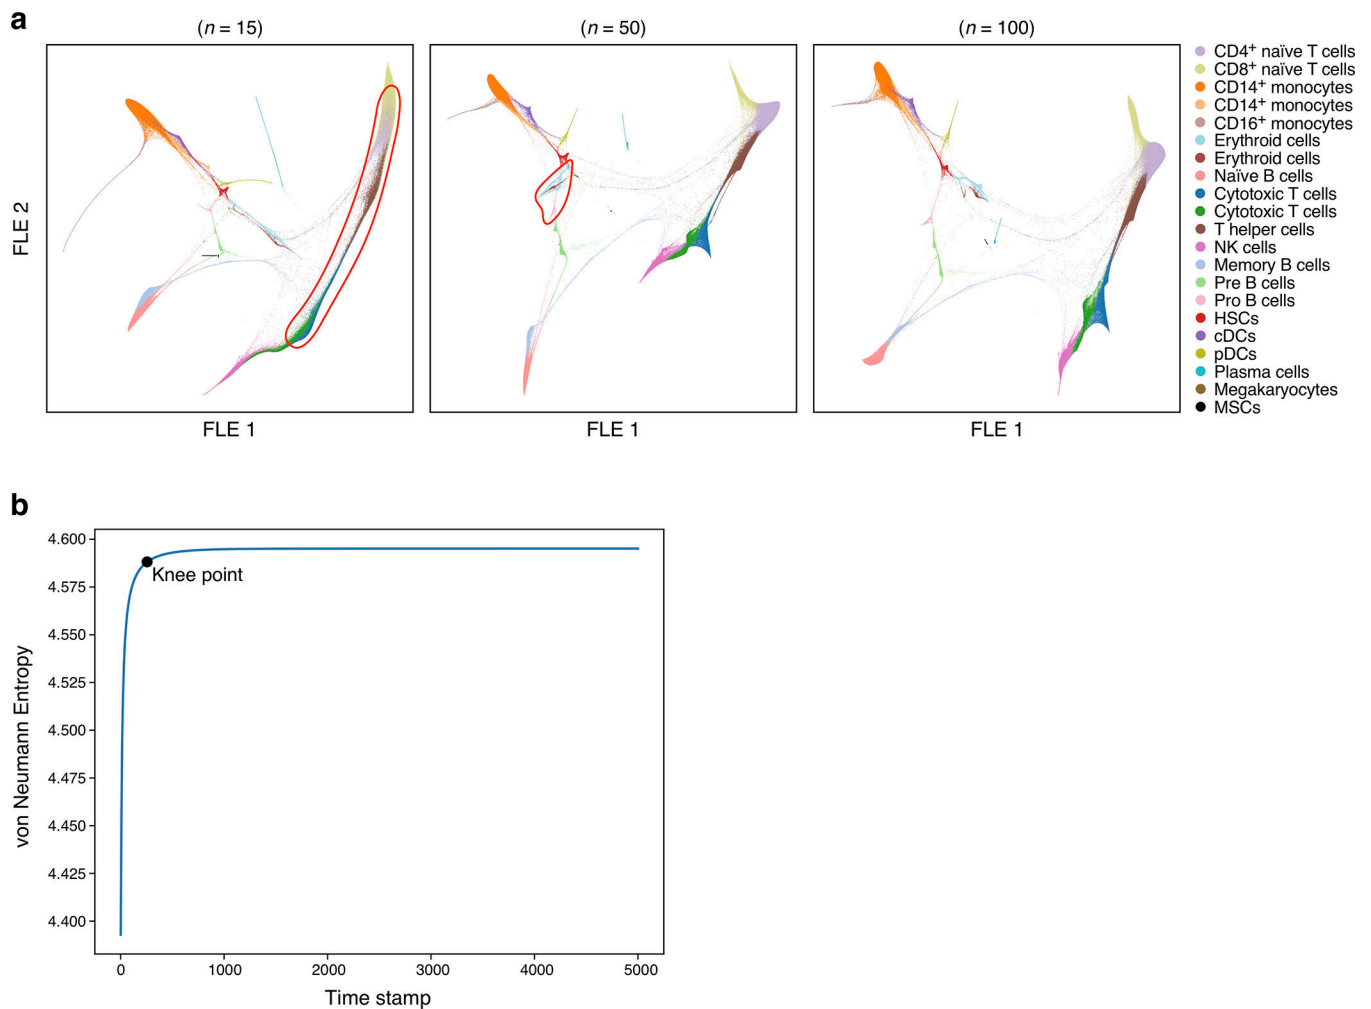 a
(n = 15)
(n = 50)
(n = 100)
FLE 2
FLE 1
FLE 1
FLE 1
CD4⁺ naïve T cells
CD8⁺ naïve T cells
CD14⁺ monocytes
CD14⁺ monocytes
CD16⁺ monocytes
Erythroid cells
Erythroid cells
Naïve B cells
Cytotoxic T cells
Cytotoxic T cells
T helper cells
NK cells
Memory B cells
Pre B cells
Pro B cells
HSCs
cDCs
pDCs
Plasma cells
Megakaryocytes
MSCs
b
von Neumann Entropy
4.600
4.575
4.550
4.525
4.500
4.475
4.450
4.425
4.400
Knee point
0 1000 2000 3000 4000 5000
Time stamp